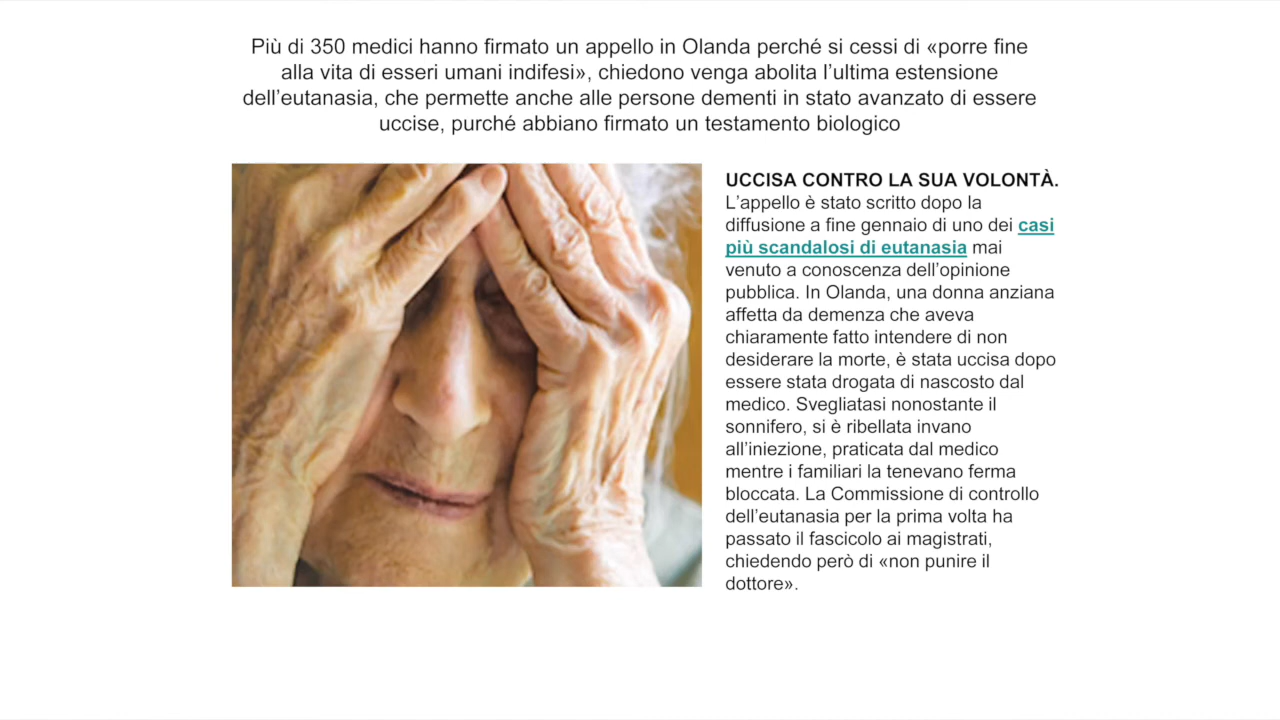 Più di 350 medici hanno firmato un appello in Olanda perché si cessi di «porre fine
alla vita di esseri umani indifesi», chiedono venga abolita l’ultima estensione
dell’eutanasia, che permette anche alle persone dementi in stato avanzato di essere
uccise, purché abbiano firmato un testamento biologico
UCCISA CONTRO LA SUA VOLONTÀ.
L’appello è stato scritto dopo la
diffusione a fine gennaio di uno dei casi
più scandalosi di eutanasia mai
venuto a conoscenza dell’opinione
pubblica. In Olanda, una donna anziana
affetta da demenza che aveva
chiaramente fatto intendere di non
desiderare la morte, è stata uccisa dopo
essere stata drogata di nascosto dal
medico. Svegliatasi nonostante il
sonnifero, si è ribellata invano
all’iniezione, praticata dal medico
mentre i familiari la tenevano ferma
bloccata. La Commissione di controllo
dell’eutanasia per la prima volta ha
passato il fascicolo ai magistrati,
chiedendo però di «non punire il
dottore».